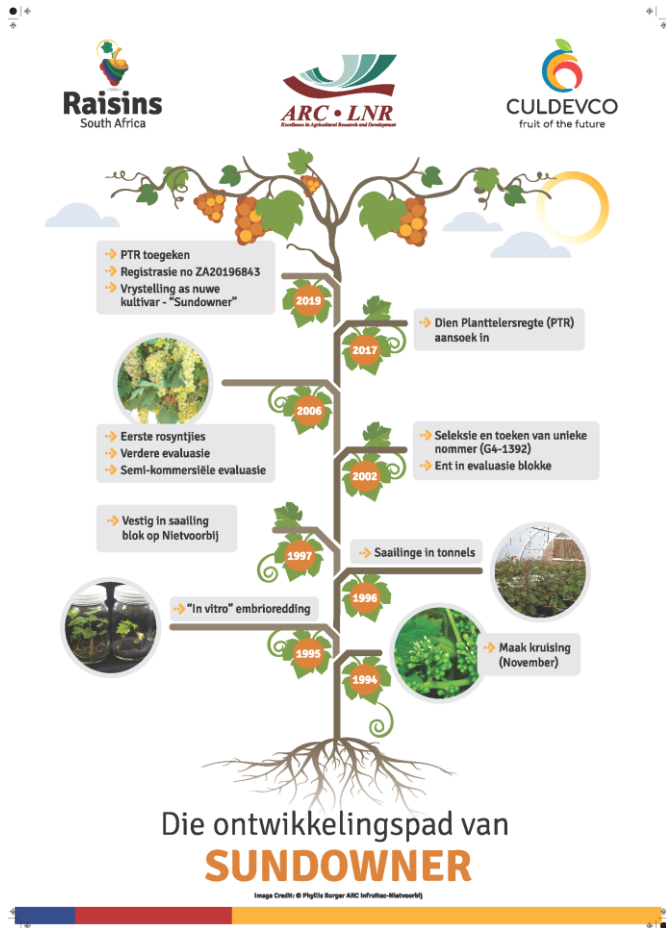 Raisins
South Africa
ARC • LNR
Excellence in Agricultural Research and Development
CULDEVCO
fruit of the future
PTR toegeken
Registrasie no ZA20196843
Vrystelling as nuwe
kultivar - “Sundowner”
2019
Dien Planttelersregte (PTR)
aansoek in
2017
2006
Eerste rosyntjies
Verdere evaluasie
Semi-kommersiële evaluasie
Seleksie en toeken van unieke
nommer (G4-1392)
Ent in evaluasie blokke
2002
Vestig in saailing
blok op Nietvoorbij
1997
Saailinge in tonnels
1996
“In vitro” embrioredding
1995
Maak kruising
(November)
1994
Die ontwikkelingspad van
SUNDOWNER
Image Credit: © Phyllis Burger ARC Infruitec-Nietvoorbij